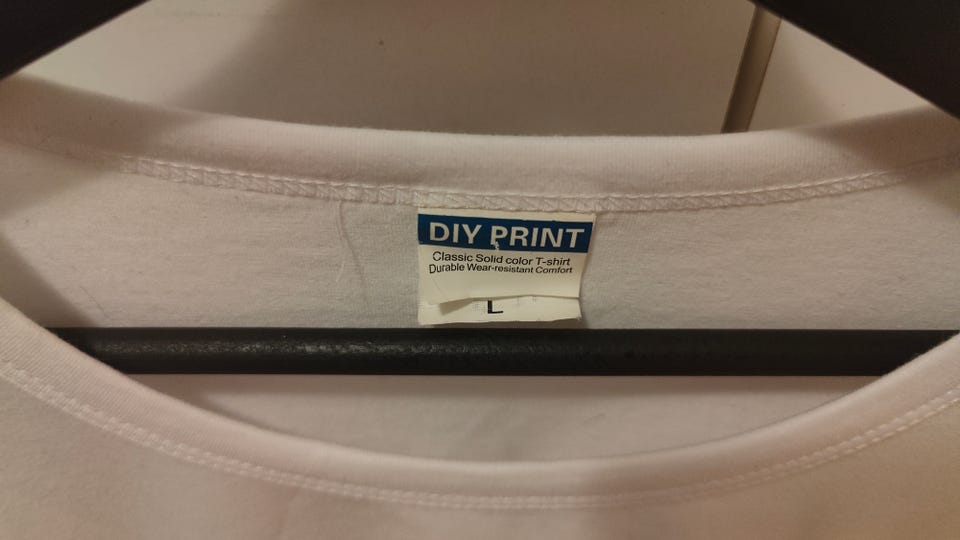 DIY PRINT
Classic Solid color T-shirt
Durable Wear-resistant Comfort
L